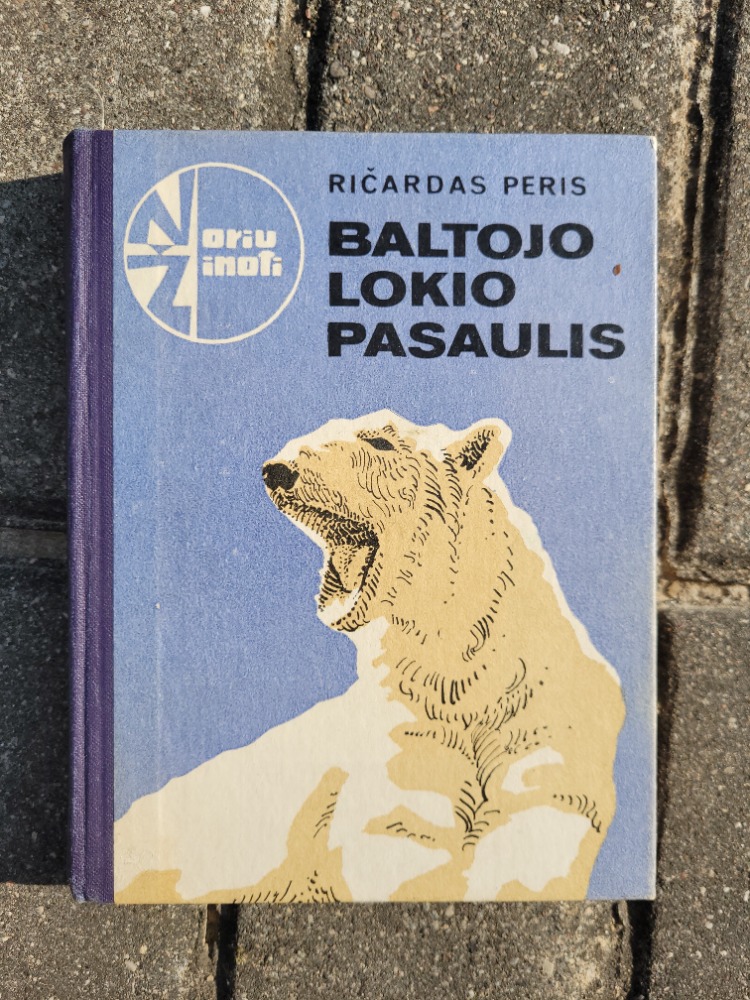 Noriu
Žinoti
RIČARDAS PERIS
BALTOJO
LOKIO
PASAULIS